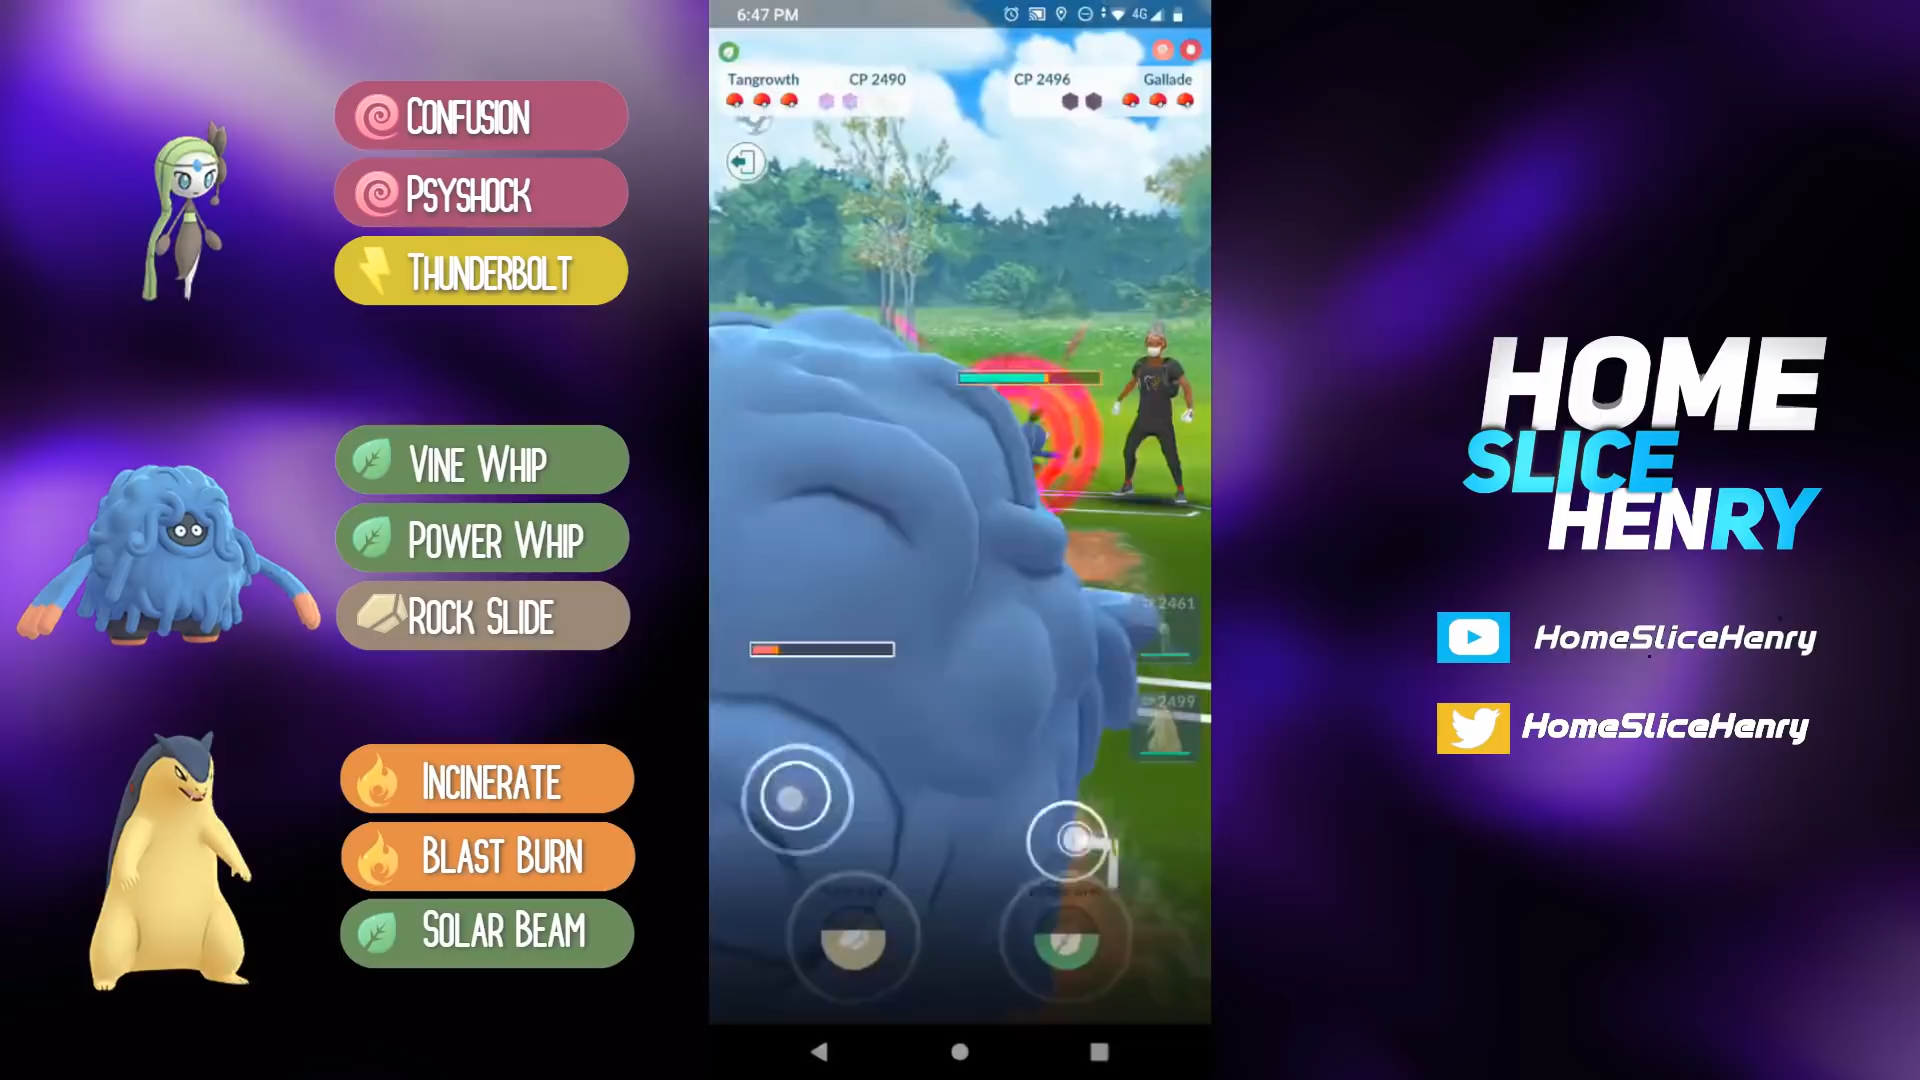 CONFUSION
PSYSHOCK
THUNDERBOLT
VINE WHIP
POWER WHIP
ROCK SLIDE
INCINERATE
BLAST BURN
SOLAR BEAM
6:47 PM
4G
Tangrowth CP 2490
CP 2496 Gallade
2461
2499
HOME
SLICE
HENRY
HomeSliceHenry
HomeSliceHenry